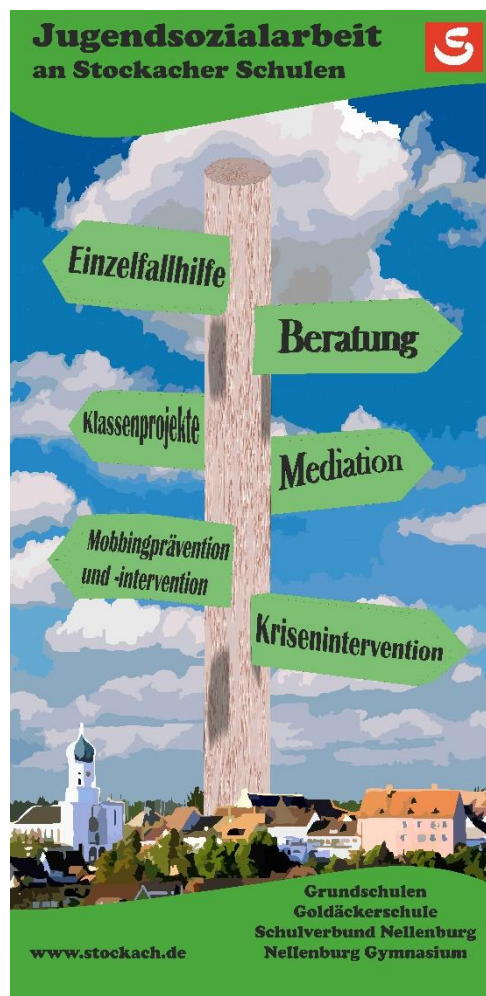 Jugendsozialarbeit
an Stockacher Schulen
Einzelfallhilfe
Beratung
Klassenprojekte
Mediation
Mobbingprävention
und -intervention
Krisenintervention
Grundschulen
Goldäckerschule
Schulverbund Nellenburg
Nellenburg Gymnasium
www.stockach.de